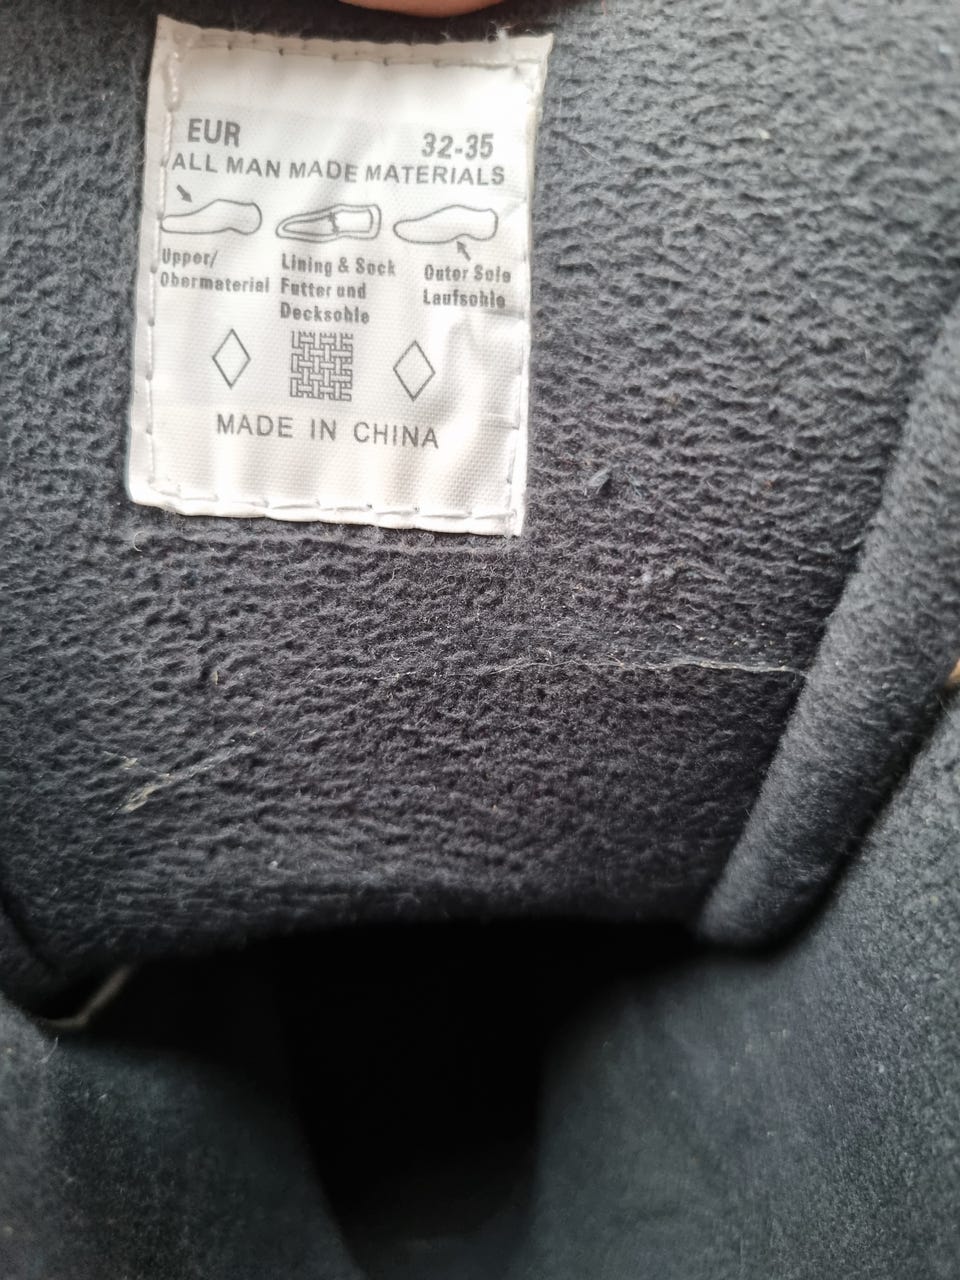 EUR 32-35
ALL MAN MADE MATERIALS
Upper/
Obermaterial
Lining & Sock
Futter und
Decksohle
Outer Sole
Laufsohle
MADE IN CHINA